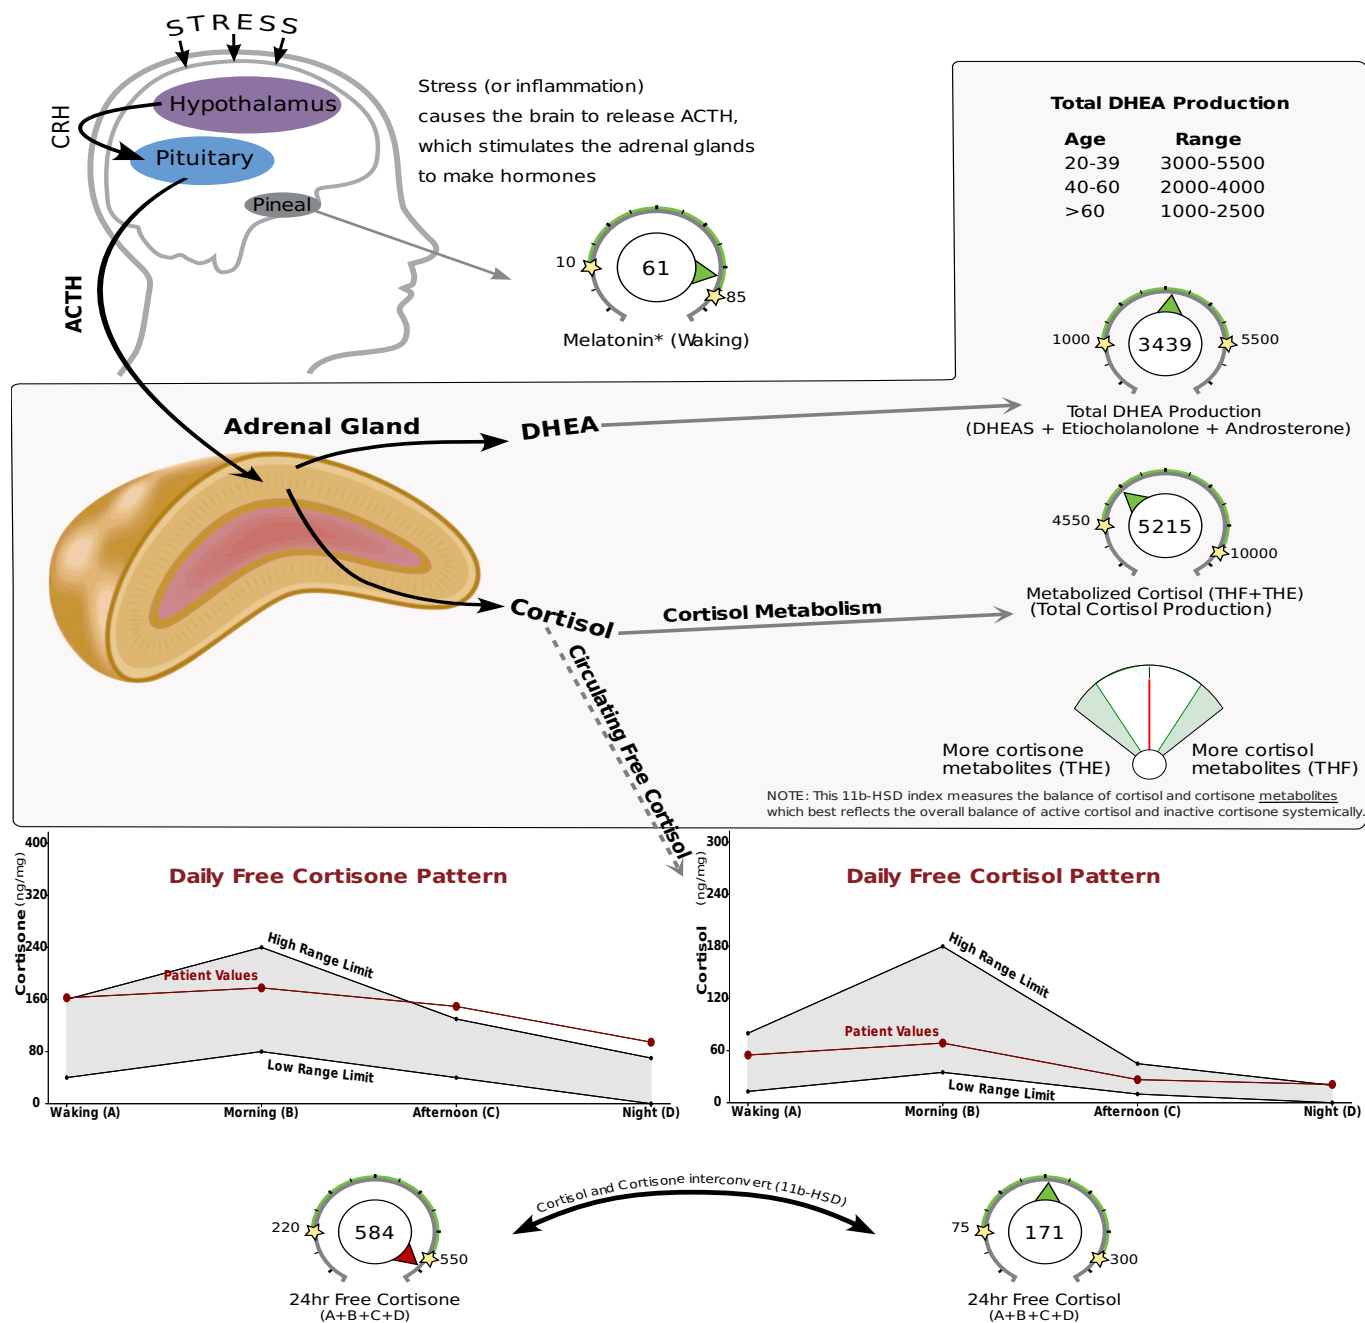 STRESS
Hypothalamus
CRH
Pituitary
Pineal
ACTH
Stress (or inflammation)
causes the brain to release ACTH,
which stimulates the adrenal glands
to make hormones
10
61
85
Melatonin* (Waking)
Total DHEA Production
Age Range
20-39 3000-5500
40-60 2000-4000
>60 1000-2500
1000
3439
5500
Total DHEA Production
(DHEAS + Etiocholanolone + Androsterone)
Adrenal Gland
DHEA
4550
5215
10000
Metabolized Cortisol (THF+THE)
(Total Cortisol Production)
Cortisol
Cortisol Metabolism
Circulating Free Cortisol
More cortisone
metabolites (THE)
More cortisol
metabolites (THF)
NOTE: This 11b-HSD index measures the balance of cortisol and cortisone metabolites
which best reflects the overall balance of active cortisol and inactive cortisone systemically.
Daily Free Cortisone Pattern
Cortisone (ng/mg)
400
320
240
160
80
0
High Range Limit
Patient Values
Low Range Limit
Waking (A)
Morning (B)
Afternoon (C)
Night (D)
Daily Free Cortisol Pattern
Cortisol (ng/mg)
300
240
180
120
60
0
High Range Limit
Patient Values
Low Range Limit
Waking (A)
Morning (B)
Afternoon (C)
Night (D)
220
584
550
24hr Free Cortisone
(A+B+C+D)
Cortisol and Cortisone interconvert (11b-HSD)
75
171
300
24hr Free Cortisol
(A+B+C+D)